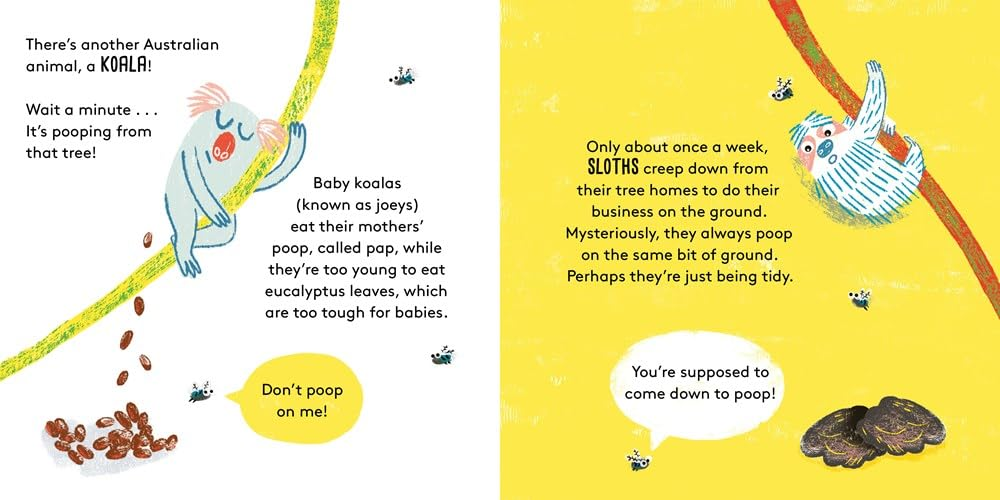 There's another Australian
animal, a KOALA!
Wait a minute . . .
It's pooping from
that tree!
Baby koalas
(known as joeys)
eat their mothers'
poop, called pap, while
they're too young to eat
eucalyptus leaves, which
are too tough for babies.
Don't poop
on me!
Only about once a week,
SLOTHS creep down from
their tree homes to do their
business on the ground.
Mysteriously, they always poop
on the same bit of ground.
Perhaps they're just being tidy.
You're supposed to
come down to poop!